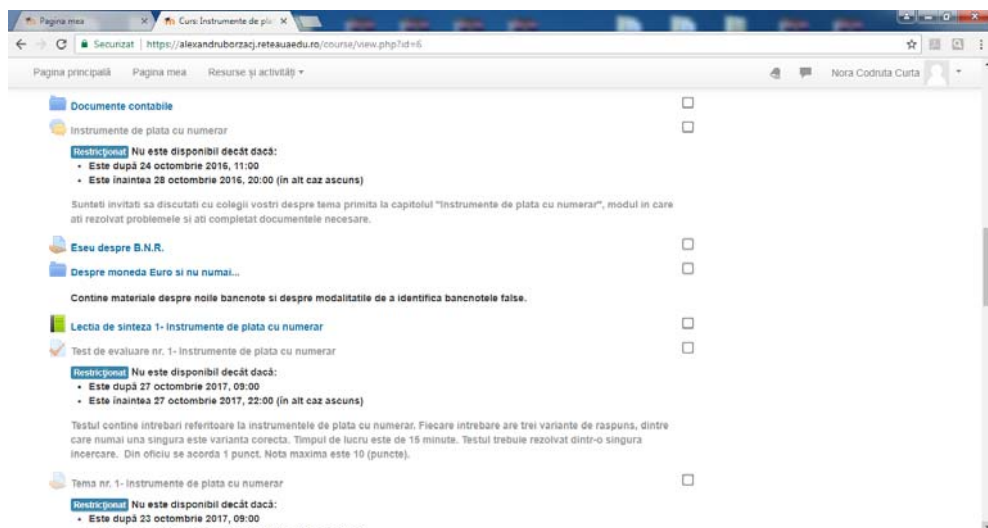 Pagina mea
Curs: Instrumente de pla
Securizat | https://alexandruborzacj.reteauaedu.ro/course/view.php?id=6
Pagina principală Pagina mea Resurse și activități Nora Codruta Curta
Documente contabile
Instrumente de plata cu numerar
Restricționat Nu este disponibil decât dacă:
• Este după 24 octombrie 2016, 11:00
• Este înaintea 28 octombrie 2016, 20:00 (în alt caz ascuns)
Sunteti invitati sa discutati cu colegii vostri despre tema primita la capitolul "Instrumente de plata cu numerar", modul in care
ati rezolvat problemele si ati completat documentele necesare.
Eseu despre B.N.R.
Despre moneda Euro si nu numai...
Contine materiale despre noile bancnote si despre modalitatile de a identifica bancnotele false.
Lectia de sinteza 1- Instrumente de plata cu numerar
Test de evaluare nr. 1- Instrumente de plata cu numerar
Restricționat Nu este disponibil decât dacă:
• Este după 27 octombrie 2017, 09:00
• Este înaintea 27 octombrie 2017, 22:00 (în alt caz ascuns)
Testul contine intrebari referitoare la instrumentele de plata cu numerar. Fiecare intrebare are trei variante de raspuns, dintre
care numai una singura este varianta corecta. Timpul de lucru este de 15 minute. Testul trebuie rezolvat dintr-o singura
incercare. Din oficiu se acorda 1 punct. Nota maxima este 10 (puncte).
Tema nr. 1- Instrumente de plata cu numerar
Restricționat Nu este disponibil decât dacă:
• Este după 23 octombrie 2017, 09:00